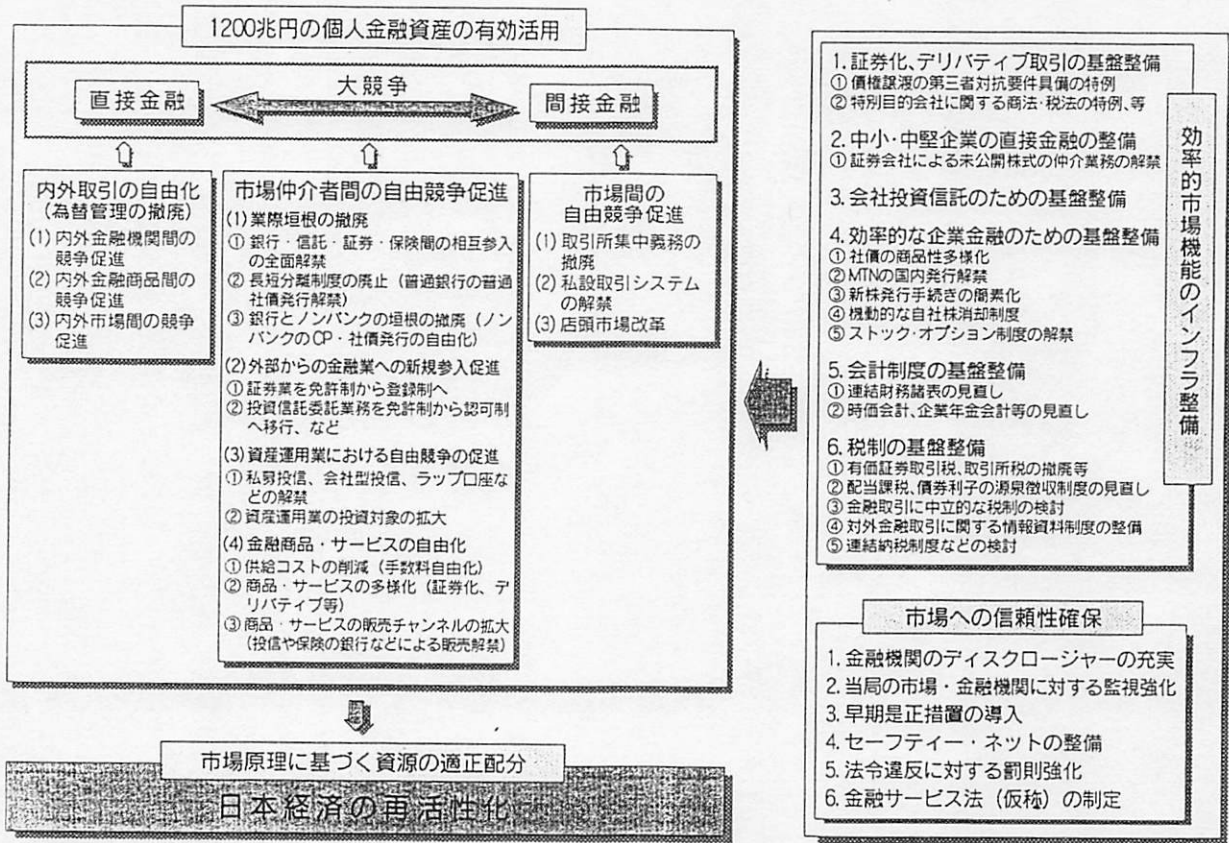 1200兆円の個人金融資産の有効活用
直接金融
大競争
間接金融
内外取引の自由化
(為替管理の撤廃)
(1) 内外金融機関間の
競争促進
(2) 内外金融商品間の
競争促進
(3) 内外市場間の競争
促進
市場仲介者間の自由競争促進
(1) 業際垣根の撤廃
① 銀行・信託・証券・保険間の相互参入
の全面解禁
② 長短分離制度の廃止（普通銀行の普通
社債発行解禁）
③ 銀行とノンバンクの垣根の撤廃（ノン
バンクのCP・社債発行の自由化）
(2) 外部からの金融業への新規参入促進
① 証券業を免許制から登録制へ
② 投資信託委託業務を免許制から認可制
へ移行、など
(3) 資産運用業における自由競争の促進
① 私募投信、会社型投信、ラップ口座な
どの解禁
② 資産運用業の投資対象の拡大
(4) 金融商品・サービスの自由化
① 供給コストの削減（手数料自由化）
② 商品・サービスの多様化（証券化、デ
リバティブ等）
③ 商品・サービスの販売チャンネルの拡大
（投信や保険の銀行などによる販売解禁）
市場間の
自由競争促進
(1) 取引所集中義務の
撤廃
(2) 私設取引システム
の解禁
(3) 店頭市場改革
市場原理に基づく資源の適正配分
日本経済の再活性化
効率的市場機能のインフラ整備
1. 証券化、デリバティブ取引の基盤整備
① 債権譲渡の第三者対抗要件具備の特例
② 特別目的会社に関する商法・税法の特例、等
2. 中小・中堅企業の直接金融の整備
① 証券会社による未公開株式の仲介業務の解禁
3. 会社投資信託のための基盤整備
4. 効率的な企業金融のための基盤整備
① 社債の商品性多様化
② MTNの国内発行解禁
③ 新株発行手続きの簡素化
④ 機動的な自社株消却制度
⑤ ストック・オプション制度の解禁
5. 会計制度の基盤整備
① 連結財務諸表の見直し
② 時価会計、企業年金会計等の見直し
6. 税制の基盤整備
① 有価証券取引税、取引所税の撤廃等
② 配当課税、債券利子の源泉徴収制度の見直し
③ 金融取引に中立的な税制の検討
④ 対外金融取引に関する情報資料制度の整備
⑤ 連結納税制度などの検討
市場への信頼性確保
1. 金融機関のディスクロージャーの充実
2. 当局の市場・金融機関に対する監視強化
3. 早期是正措置の導入
4. セーフティー・ネットの整備
5. 法令違反に対する罰則強化
6. 金融サービス法（仮称）の制定